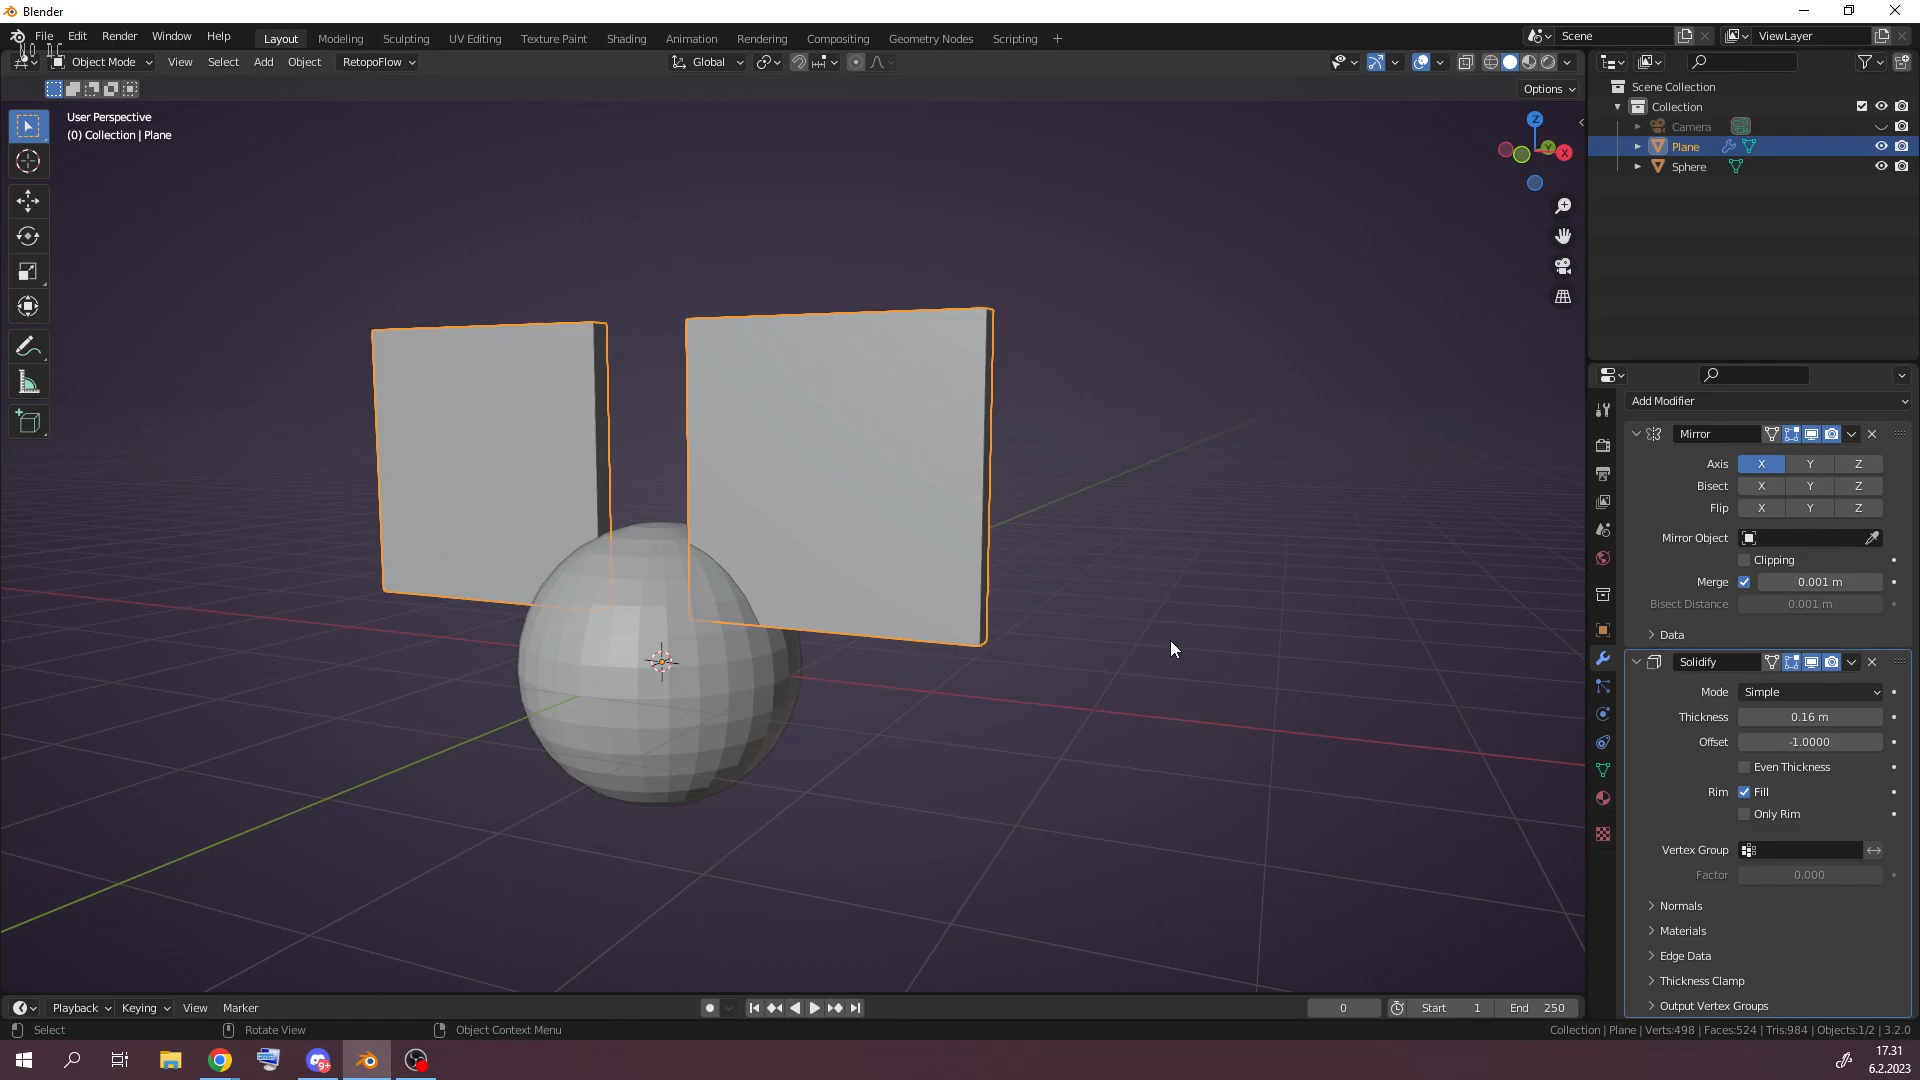 Blender
File Edit Render Window Help Layout Modeling Sculpting UV Editing Texture Paint Shading Animation Rendering Compositing Geometry Nodes Scripting + Scene ViewLayer
Object Mode View Select Add Object RetopoFlow Global
Options
User Perspective
(0) Collection | Plane
Z
Y
X
Scene Collection
Collection
Camera
Plane
Sphere
Add Modifier
Mirror
Axis X Y Z
Bisect X Y Z
Flip X Y Z
Mirror Object
Clipping
Merge 0.001 m
Bisect Distance 0.001 m
Data
Solidify
Mode Simple
Thickness 0.16 m
Offset -1.0000
Even Thickness
Rim Fill
Only Rim
Vertex Group
Factor 0.000
Normals
Materials
Edge Data
Thickness Clamp
Output Vertex Groups
Playback Keying View Marker 0 Start 1 End 250
Select Rotate View Object Context Menu Collection | Plane | Verts:498 | Faces:524 | Tris:984 | Objects:1/2 | 3.2.0
9+
17.31
6.2.2023